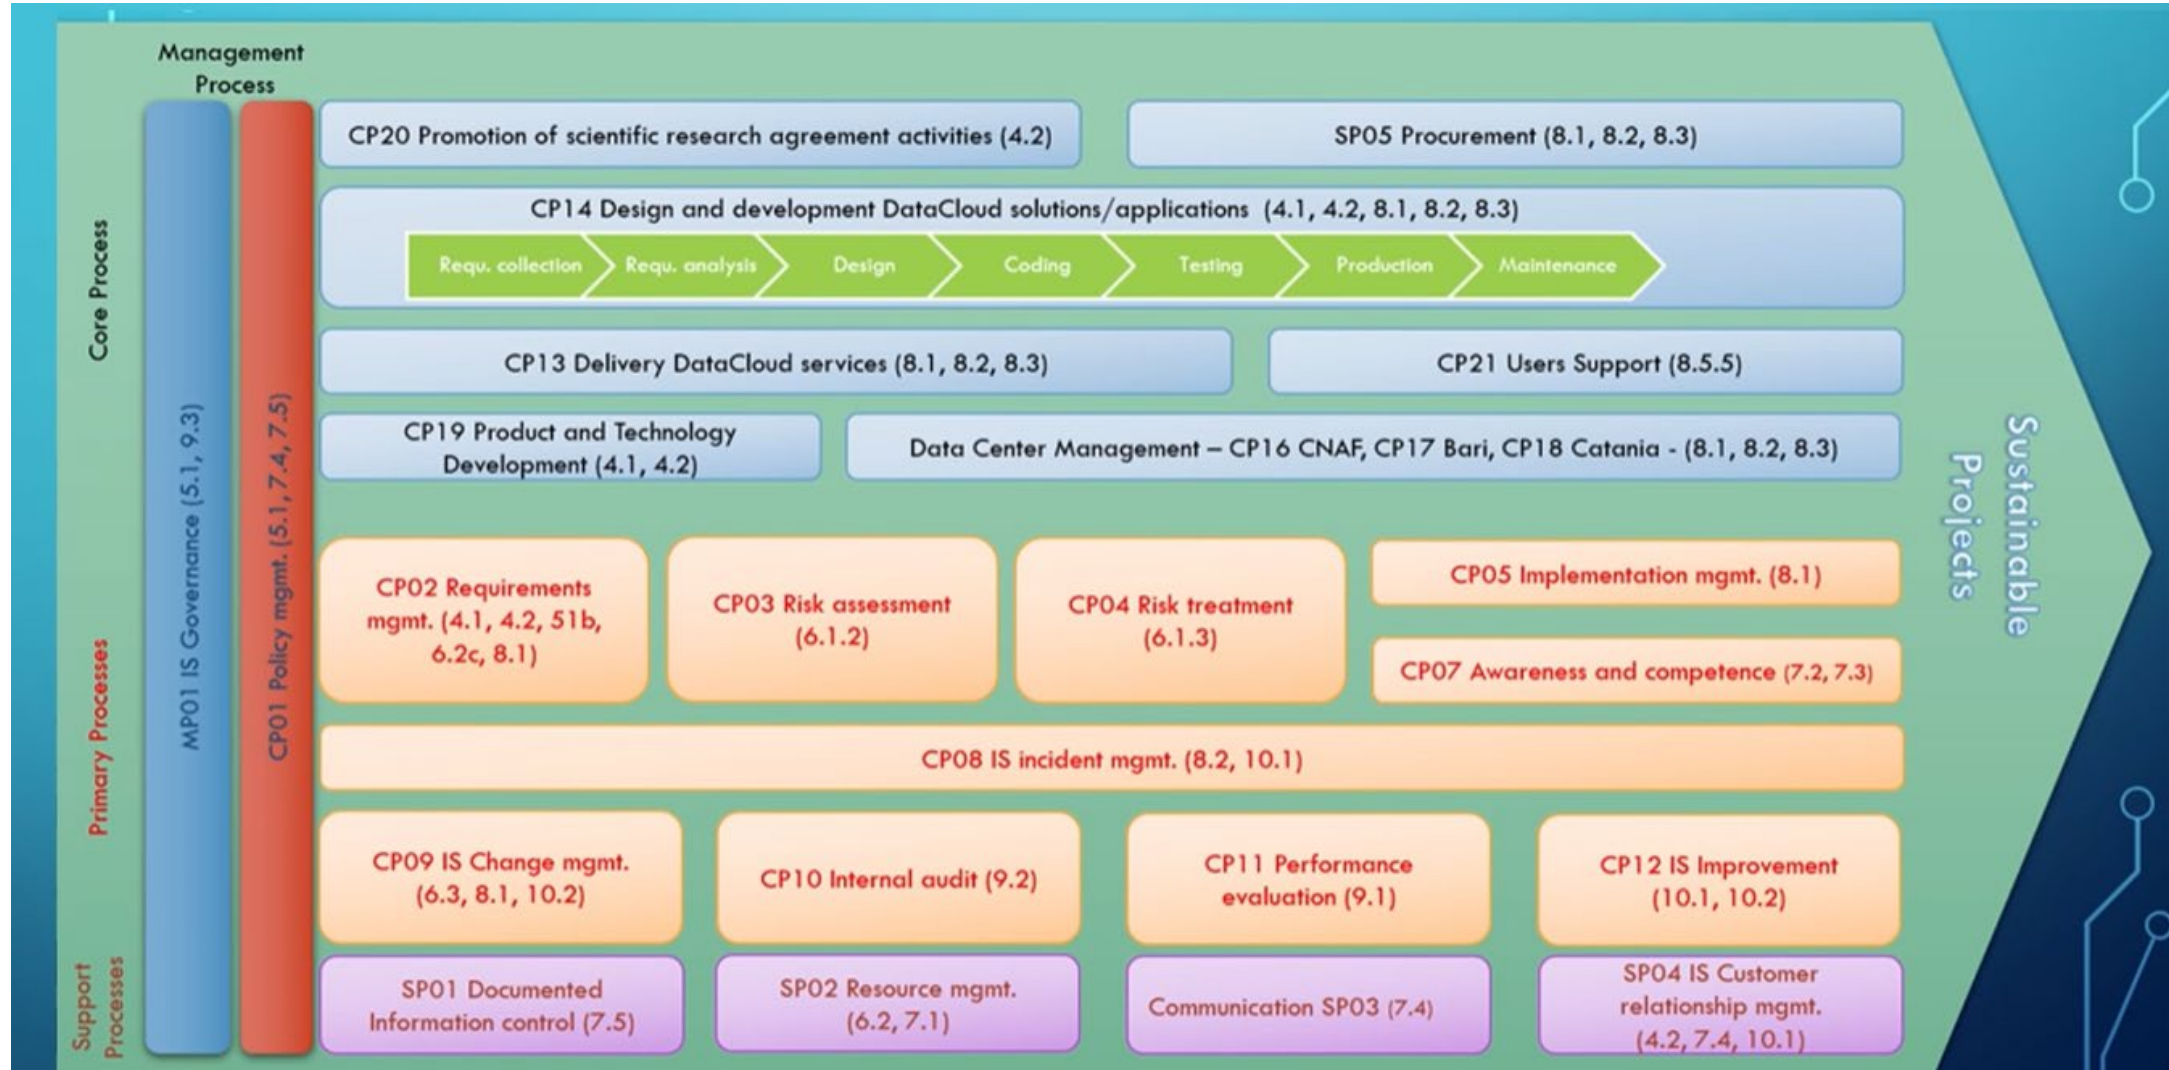 Management
Process
Core Process
Primary Processes
Support
Processes
MP01 IS Governance (5.1, 9.3)
CP01 Policy mgmt. (5.1, 7.4, 7.5)
CP20 Promotion of scientific research agreement activities (4.2)
SP05 Procurement (8.1, 8.2, 8.3)
CP14 Design and development DataCloud solutions/applications (4.1, 4.2, 8.1, 8.2, 8.3)
Requ. collection
Requ. analysis
Design
Coding
Testing
Production
Maintenance
CP13 Delivery DataCloud services (8.1, 8.2, 8.3)
CP21 Users Support (8.5.5)
CP19 Product and Technology
Development (4.1, 4.2)
Data Center Management – CP16 CNAF, CP17 Bari, CP18 Catania - (8.1, 8.2, 8.3)
CP02 Requirements
mgmt. (4.1, 4.2, 51b,
6.2c, 8.1)
CP03 Risk assessment
(6.1.2)
CP04 Risk treatment
(6.1.3)
CP05 Implementation mgmt. (8.1)
CP07 Awareness and competence (7.2, 7.3)
CP08 IS incident mgmt. (8.2, 10.1)
CP09 IS Change mgmt.
(6.3, 8.1, 10.2)
CP10 Internal audit (9.2)
CP11 Performance
evaluation (9.1)
CP12 IS Improvement
(10.1, 10.2)
SP01 Documented
Information control (7.5)
SP02 Resource mgmt.
(6.2, 7.1)
Communication SP03 (7.4)
SP04 IS Customer
relationship mgmt.
(4.2, 7.4, 10.1)
Sustainable
Projects